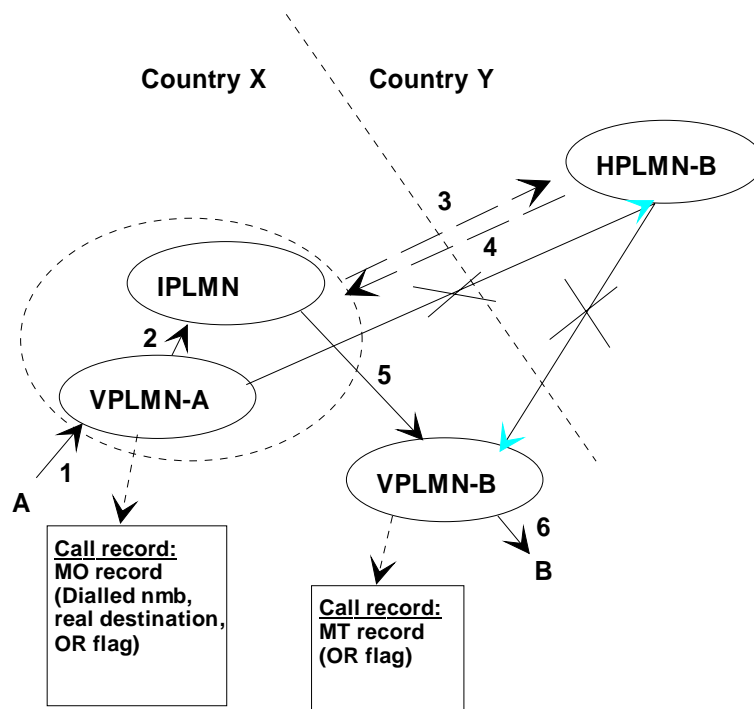 Country X
Country Y
HPLMN-B
3
4
IPLMN
2
5
VPLMN-A
1
A
VPLMN-B
6
B
Call record:
MO record
(Dialled nmb,
real destination,
OR flag)
Call record:
MT record
(OR flag)